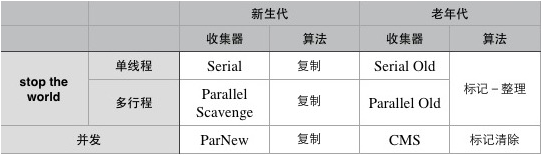 新生代 老年代
收集器 算法 收集器 算法
stop the world 单线程 Serial 复制 Serial Old 标记 – 整理
多行程 Parallel Scavenge 复制 Parallel Old
并发 ParNew 复制 CMS 标记清除